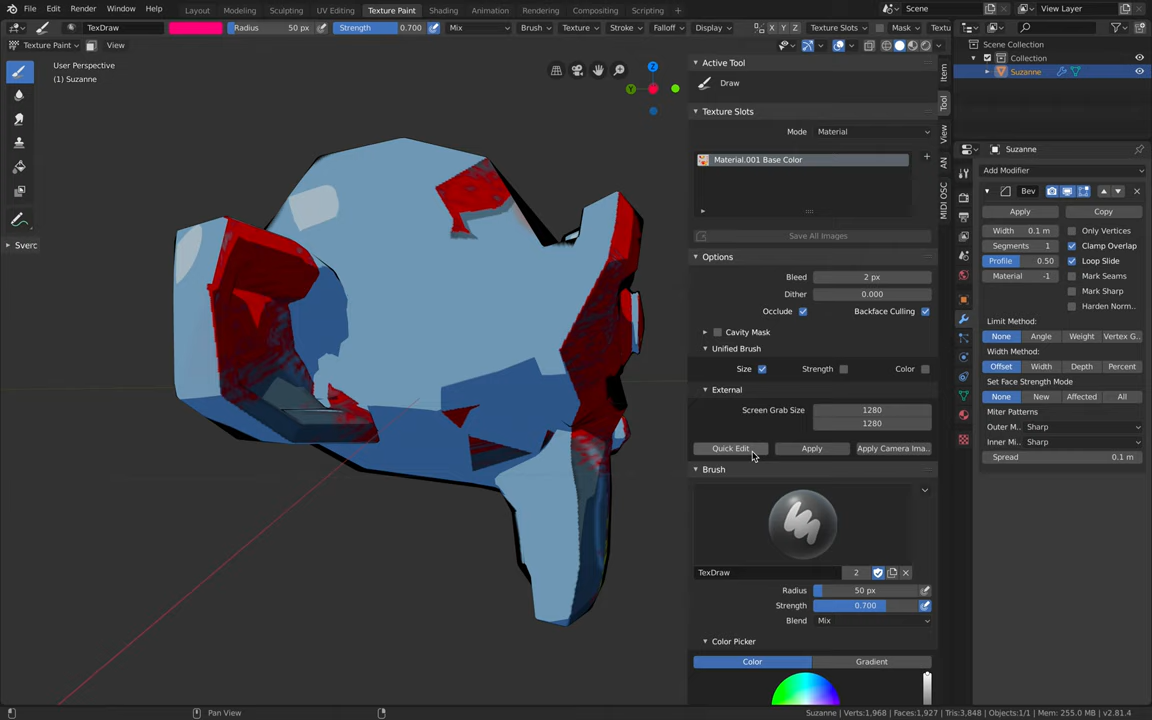 File Edit Render Window Help Layout Modeling Sculpting UV Editing Texture Paint Shading Animation Rendering Compositing Scripting + Scene View Layer
TexDraw Radius 50 px Strength 0.700 Mix Brush Texture Stroke Falloff Display X Y Z Texture Slots Mask
Texture Paint View
User Perspective
(1) Suzanne
Sverc
Z
Y
Active Tool
Draw
Texture Slots
Mode Material
Material.001 Base Color
Save All Images
Options
Bleed 2 px
Dither 0.000
Occlude Backface Culling
Cavity Mask
Unified Brush
Size Strength Color
External
Screen Grab Size 1280
1280
Quick Edit Apply Apply Camera Ima..
Brush
TexDraw 2
Radius 50 px
Strength 0.700
Blend Mix
Color Picker
Color Gradient
Item
Tool
View
AN
MIDI OSC
Scene Collection
Collection
Suzanne
Suzanne
Add Modifier
Bev
Apply Copy
Width 0.1 m Only Vertices
Segments 1 Clamp Overlap
Profile 0.50 Loop Slide
Material -1 Mark Seams
Mark Sharp
Harden Norm..
Limit Method:
None Angle Weight Vertex G..
Width Method:
Offset Width Depth Percent
Set Face Strength Mode
None New Affected All
Miter Patterns
Outer M.. Sharp
Inner Mi.. Sharp
Spread 0.1 m
Pan View
Suzanne | Verts:1,968 | Faces:1,927 | Tris:3,848 | Objects:1/1 | Mem: 255.0 MB | v2.81.4